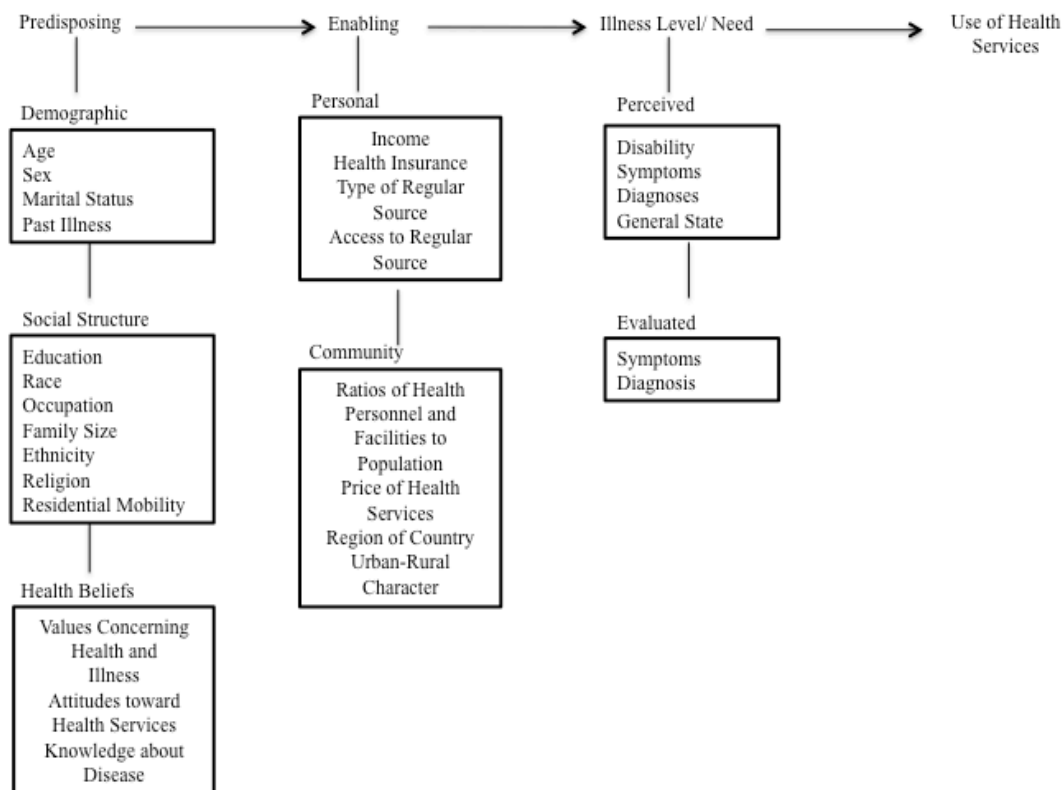 Predisposing
Enabling
Illness Level/ Need
Use of Health
Services
Demographic
Age
Sex
Marital Status
Past Illness
Social Structure
Education
Race
Occupation
Family Size
Ethnicity
Religion
Residential Mobility
Health Beliefs
Values Concerning
Health and
Illness
Attitudes toward
Health Services
Knowledge about
Disease
Personal
Income
Health Insurance
Type of Regular
Source
Access to Regular
Source
Community
Ratios of Health
Personnel and
Facilities to
Population
Price of Health
Services
Region of Country
Urban-Rural
Character
Perceived
Disability
Symptoms
Diagnoses
General State
Evaluated
Symptoms
Diagnosis